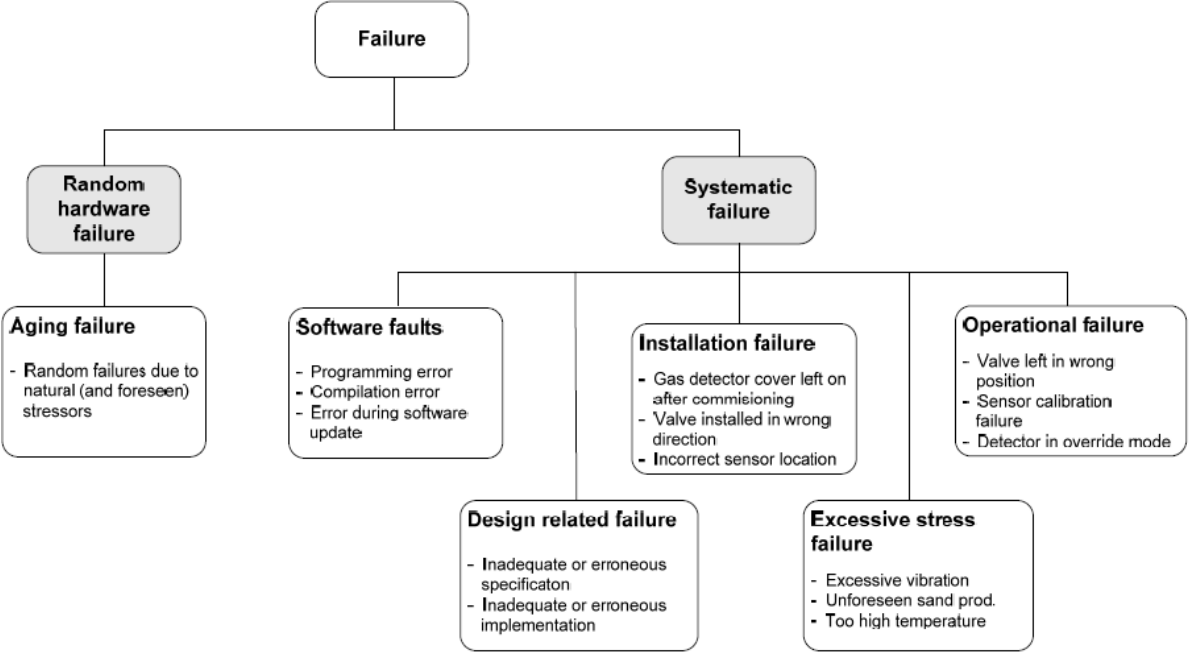 Failure
Random
hardware
failure
Systematic
failure
Aging failure
- Random failures due to
natural (and foreseen)
stressors
Software faults
- Programming error
- Compilation error
- Error during software
update
Installation failure
- Gas detector cover left on
after commisioning
- Valve installed in wrong
direction
- Incorrect sensor location
Operational failure
- Valve left in wrong
position
- Sensor calibration
failure
- Detector in override mode
Design related failure
- Inadequate or erroneous
specificaton
- Inadequate or erroneous
implementation
Excessive stress
failure
- Excessive vibration
- Unforeseen sand prod.
- Too high temperature